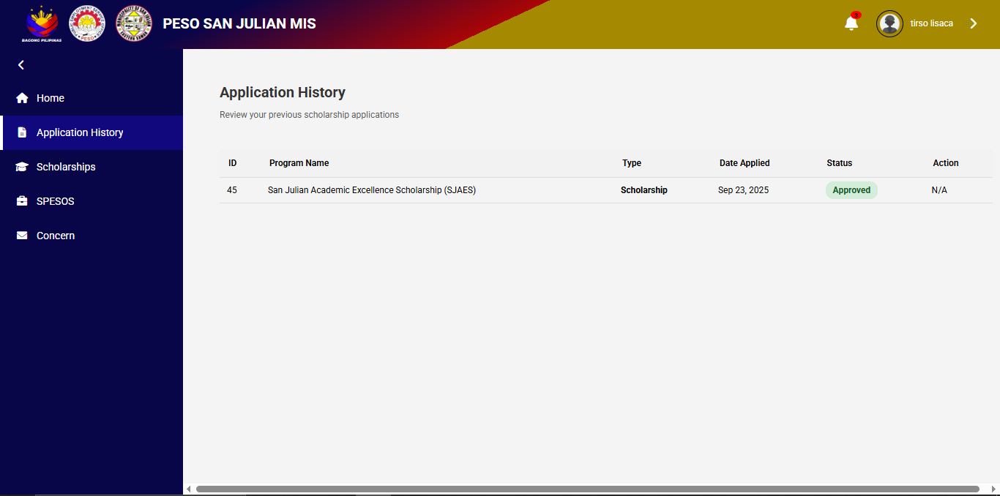 BAGONG PILIPINAS
PESO
PESO SAN JULIAN MIS
3
tirso lisaca
Home
Application History
Scholarships
SPESOS
Concern
Application History
Review your previous scholarship applications
ID Program Name Type Date Applied Status Action
45 San Julian Academic Excellence Scholarship (SJAES) Scholarship Sep 23, 2025 Approved N/A